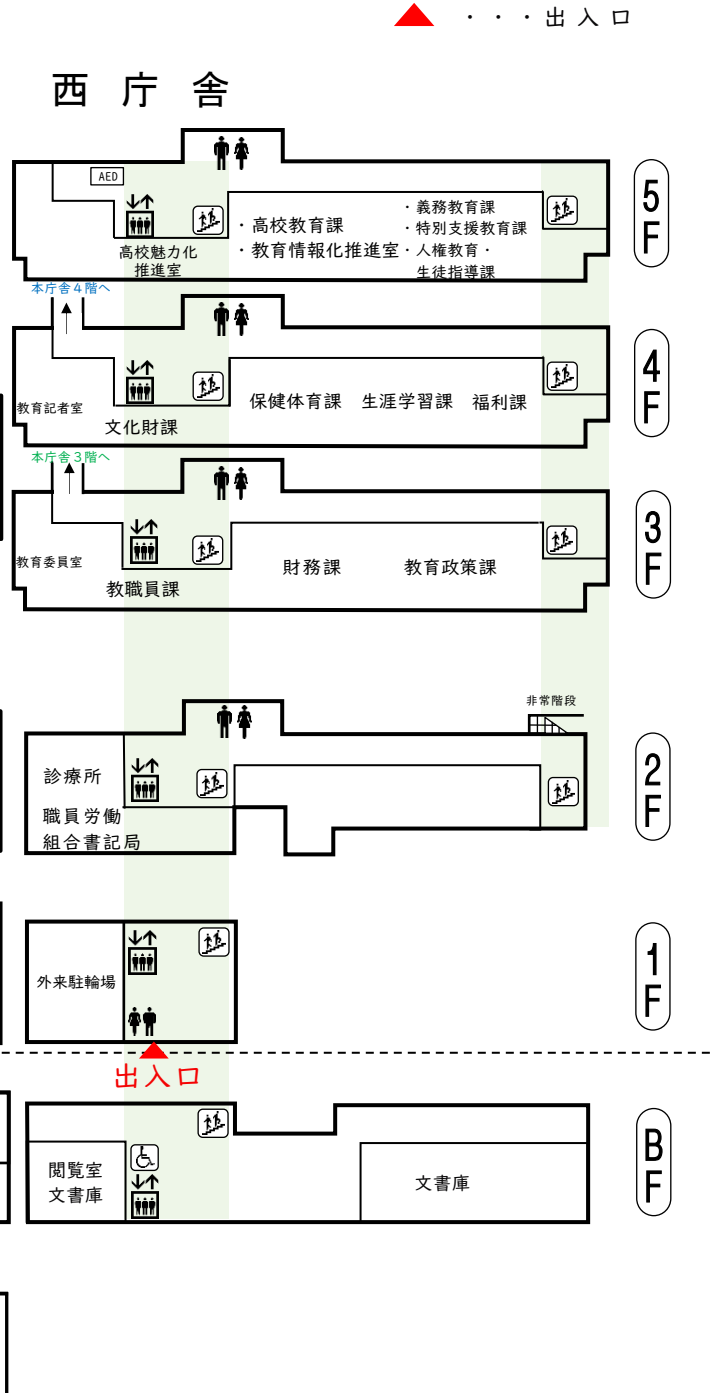 ・・・出入口
西庁舎
AED
5F
・高校教育課
・教育情報化推進室
・義務教育課
・特別支援教育課
・人権教育・
生徒指導課
高校魅力化
推進室
本庁舎4階へ
4F
教育記者室
文化財課
保健体育課 生涯学習課 福利課
本庁舎3階へ
3F
教育委員室
教職員課
財務課 教育政策課
非常階段
2F
診療所
職員労働
組合書記局
1F
外来駐輪場
出入口
BF
閲覧室
文書庫
文書庫